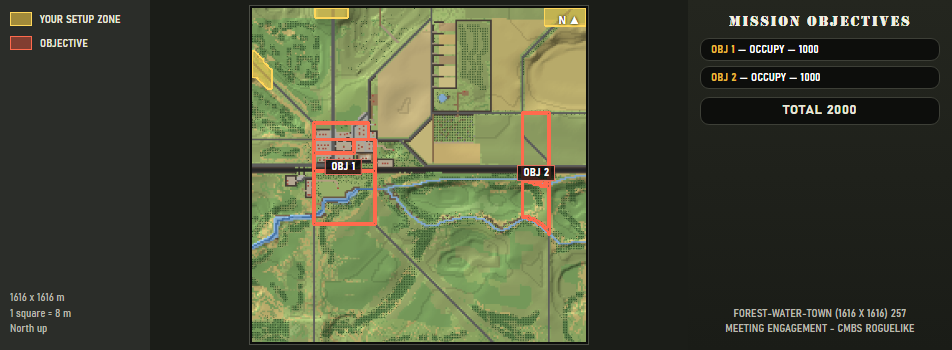 YOUR SETUP ZONE
OBJECTIVE
1616 x 1616 m
1 square = 8 m
North up
N ▲
OBJ 1
OBJ 2
MISSION OBJECTIVES
OBJ 1 — OCCUPY — 1000
OBJ 2 — OCCUPY — 1000
TOTAL 2000
FOREST-WATER-TOWN (1616 X 1616) 257
MEETING ENGAGEMENT - CMBS ROGUELIKE